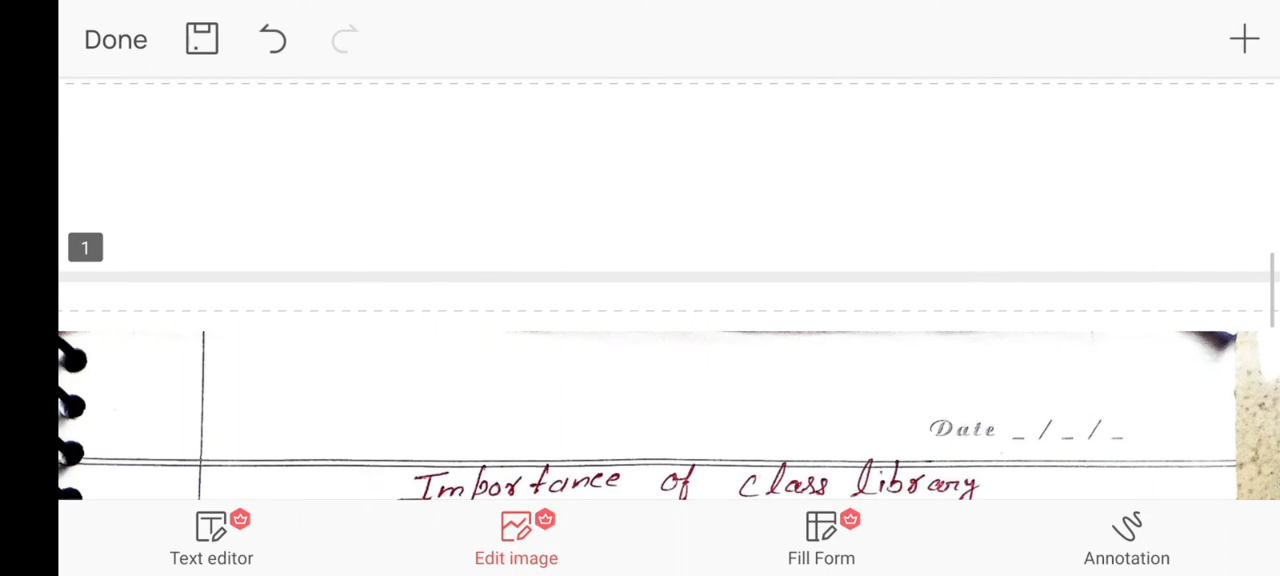 Done
1
Date _ / _ / _
Importance of class library
Text editor
Edit image
Fill Form
Annotation